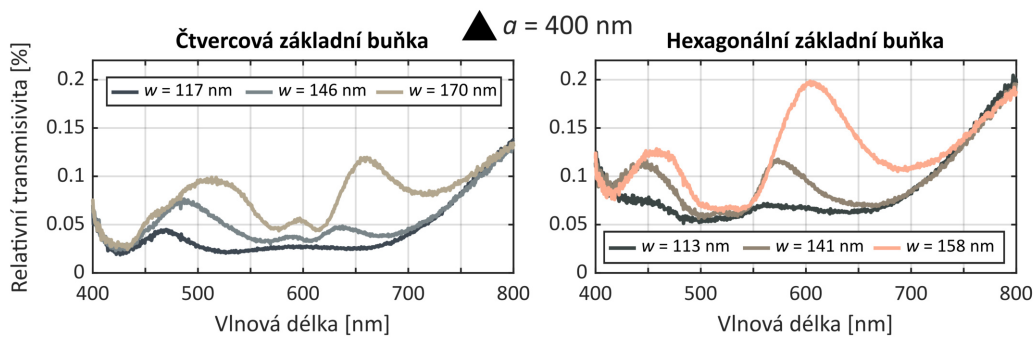 ▲ a = 400 nm
Čtvercová základní buňka
Hexagonální základní buňka
Relativní transmisivita [%]
0.2
0.15
0.1
0.05
0
w = 117 nm w = 146 nm w = 170 nm
400 500 600 700 800
Vlnová délka [nm]
0.2
0.15
0.1
0.05
0
w = 113 nm w = 141 nm w = 158 nm
400 500 600 700 800
Vlnová délka [nm]